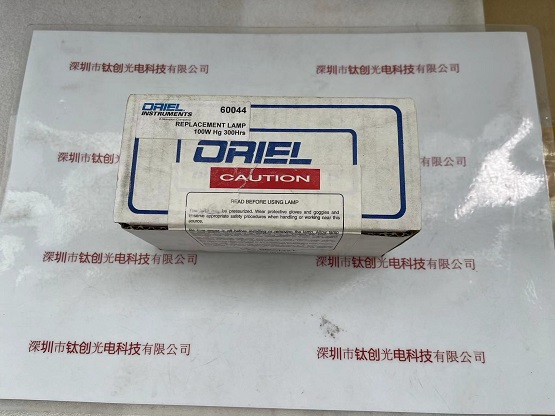 深圳市钛创光电科技有限公司
深圳市钛创光电科技有限公司
ORIEL
INSTRUMENTS
60044
REPLACEMENT LAMP
100W Hg 300Hrs
ORIEL
CAUTION
READ BEFORE USING LAMP
be pressurized. Wear protective gloves and goggles and
appropriate safety procedures when handling or working near this
source.
深圳市钛创光电科技有限公司
深圳市钛创光电科技有限公司
深圳市钛创光电科技有限公司
深圳市钛创光电科技有限公司
深圳市钛创光电科技有限公司
深圳市钛创光电科技有限公司